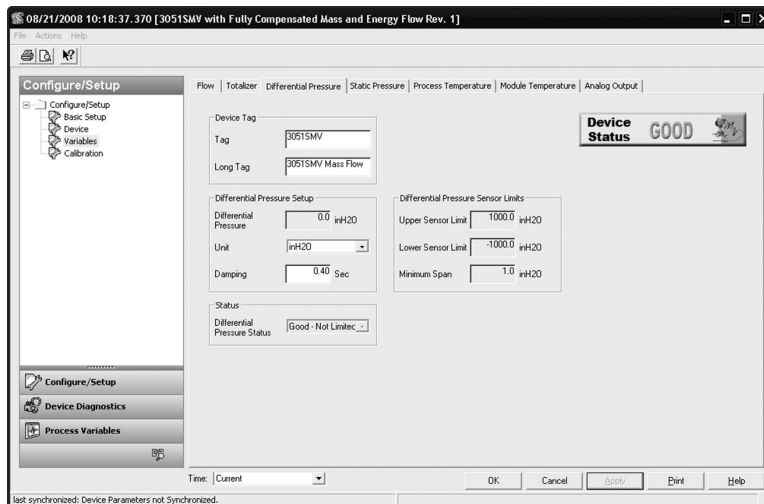 08/21/2008 10:18:37.370 [3051SMV with Fully Compensated Mass and Energy Flow Rev. 1]
File Actions Help
Configure/Setup
Flow Totalizer Differential Pressure Static Pressure Process Temperature Module Temperature Analog Output
Configure/Setup
Basic Setup
Device
Variables
Calibration
Device Tag
Tag 3051SMV
Long Tag 3051SMV Mass Flow
Device Status GOOD
Differential Pressure Setup
Differential Pressure 0.0 inH2O
Unit inH2O
Damping 0.40 Sec
Differential Pressure Sensor Limits
Upper Sensor Limit 1000.0 inH2O
Lower Sensor Limit -1000.0 inH2O
Minimum Span 1.0 inH2O
Status
Differential Pressure Status Good - Not Limitec
Configure/Setup
Device Diagnostics
Process Variables
Time: Current
OK Cancel Apply Print Help
last synchronized: Device Parameters not Synchronized.